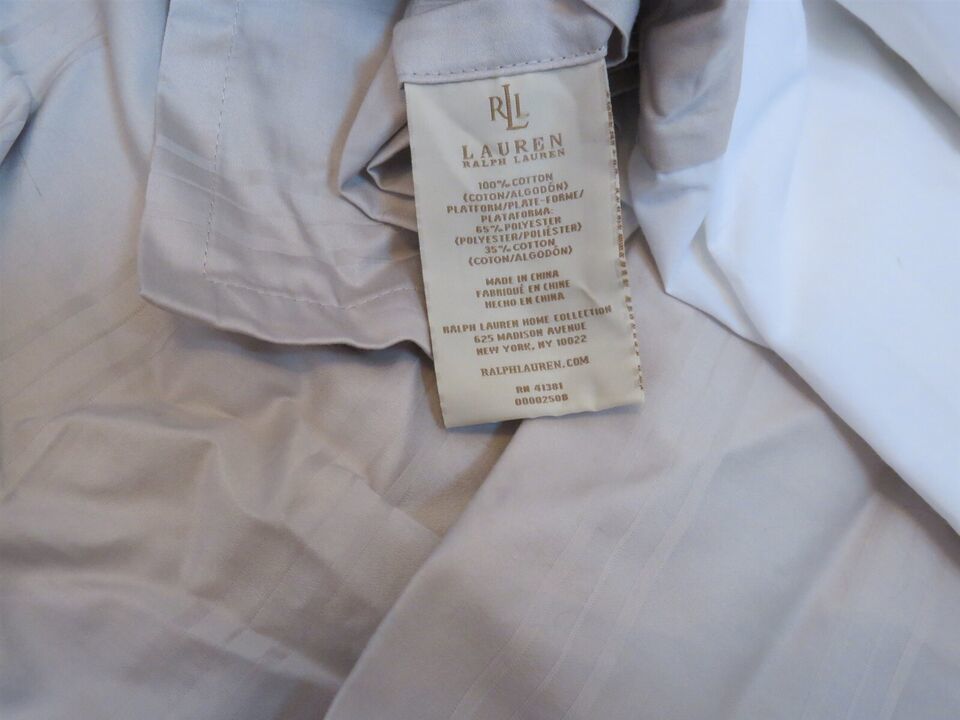 RLL
LAUREN
RALPH LAUREN
100% COTTON
(COTON/ALGODÓN)
PLATFORM/PLATE-FORME/
PLATAFORMA:
65% POLYESTER
(POLYESTER/POLIÉSTER)
35% COTTON
(COTON/ALGODÓN)
MADE IN CHINA
FABRIQUÉ EN CHINE
HECHO EN CHINA
RALPH LAUREN HOME COLLECTION
625 MADISON AVENUE
NEW YORK, NY 10022
RALPHLAUREN.COM
RN 41381
0000250B